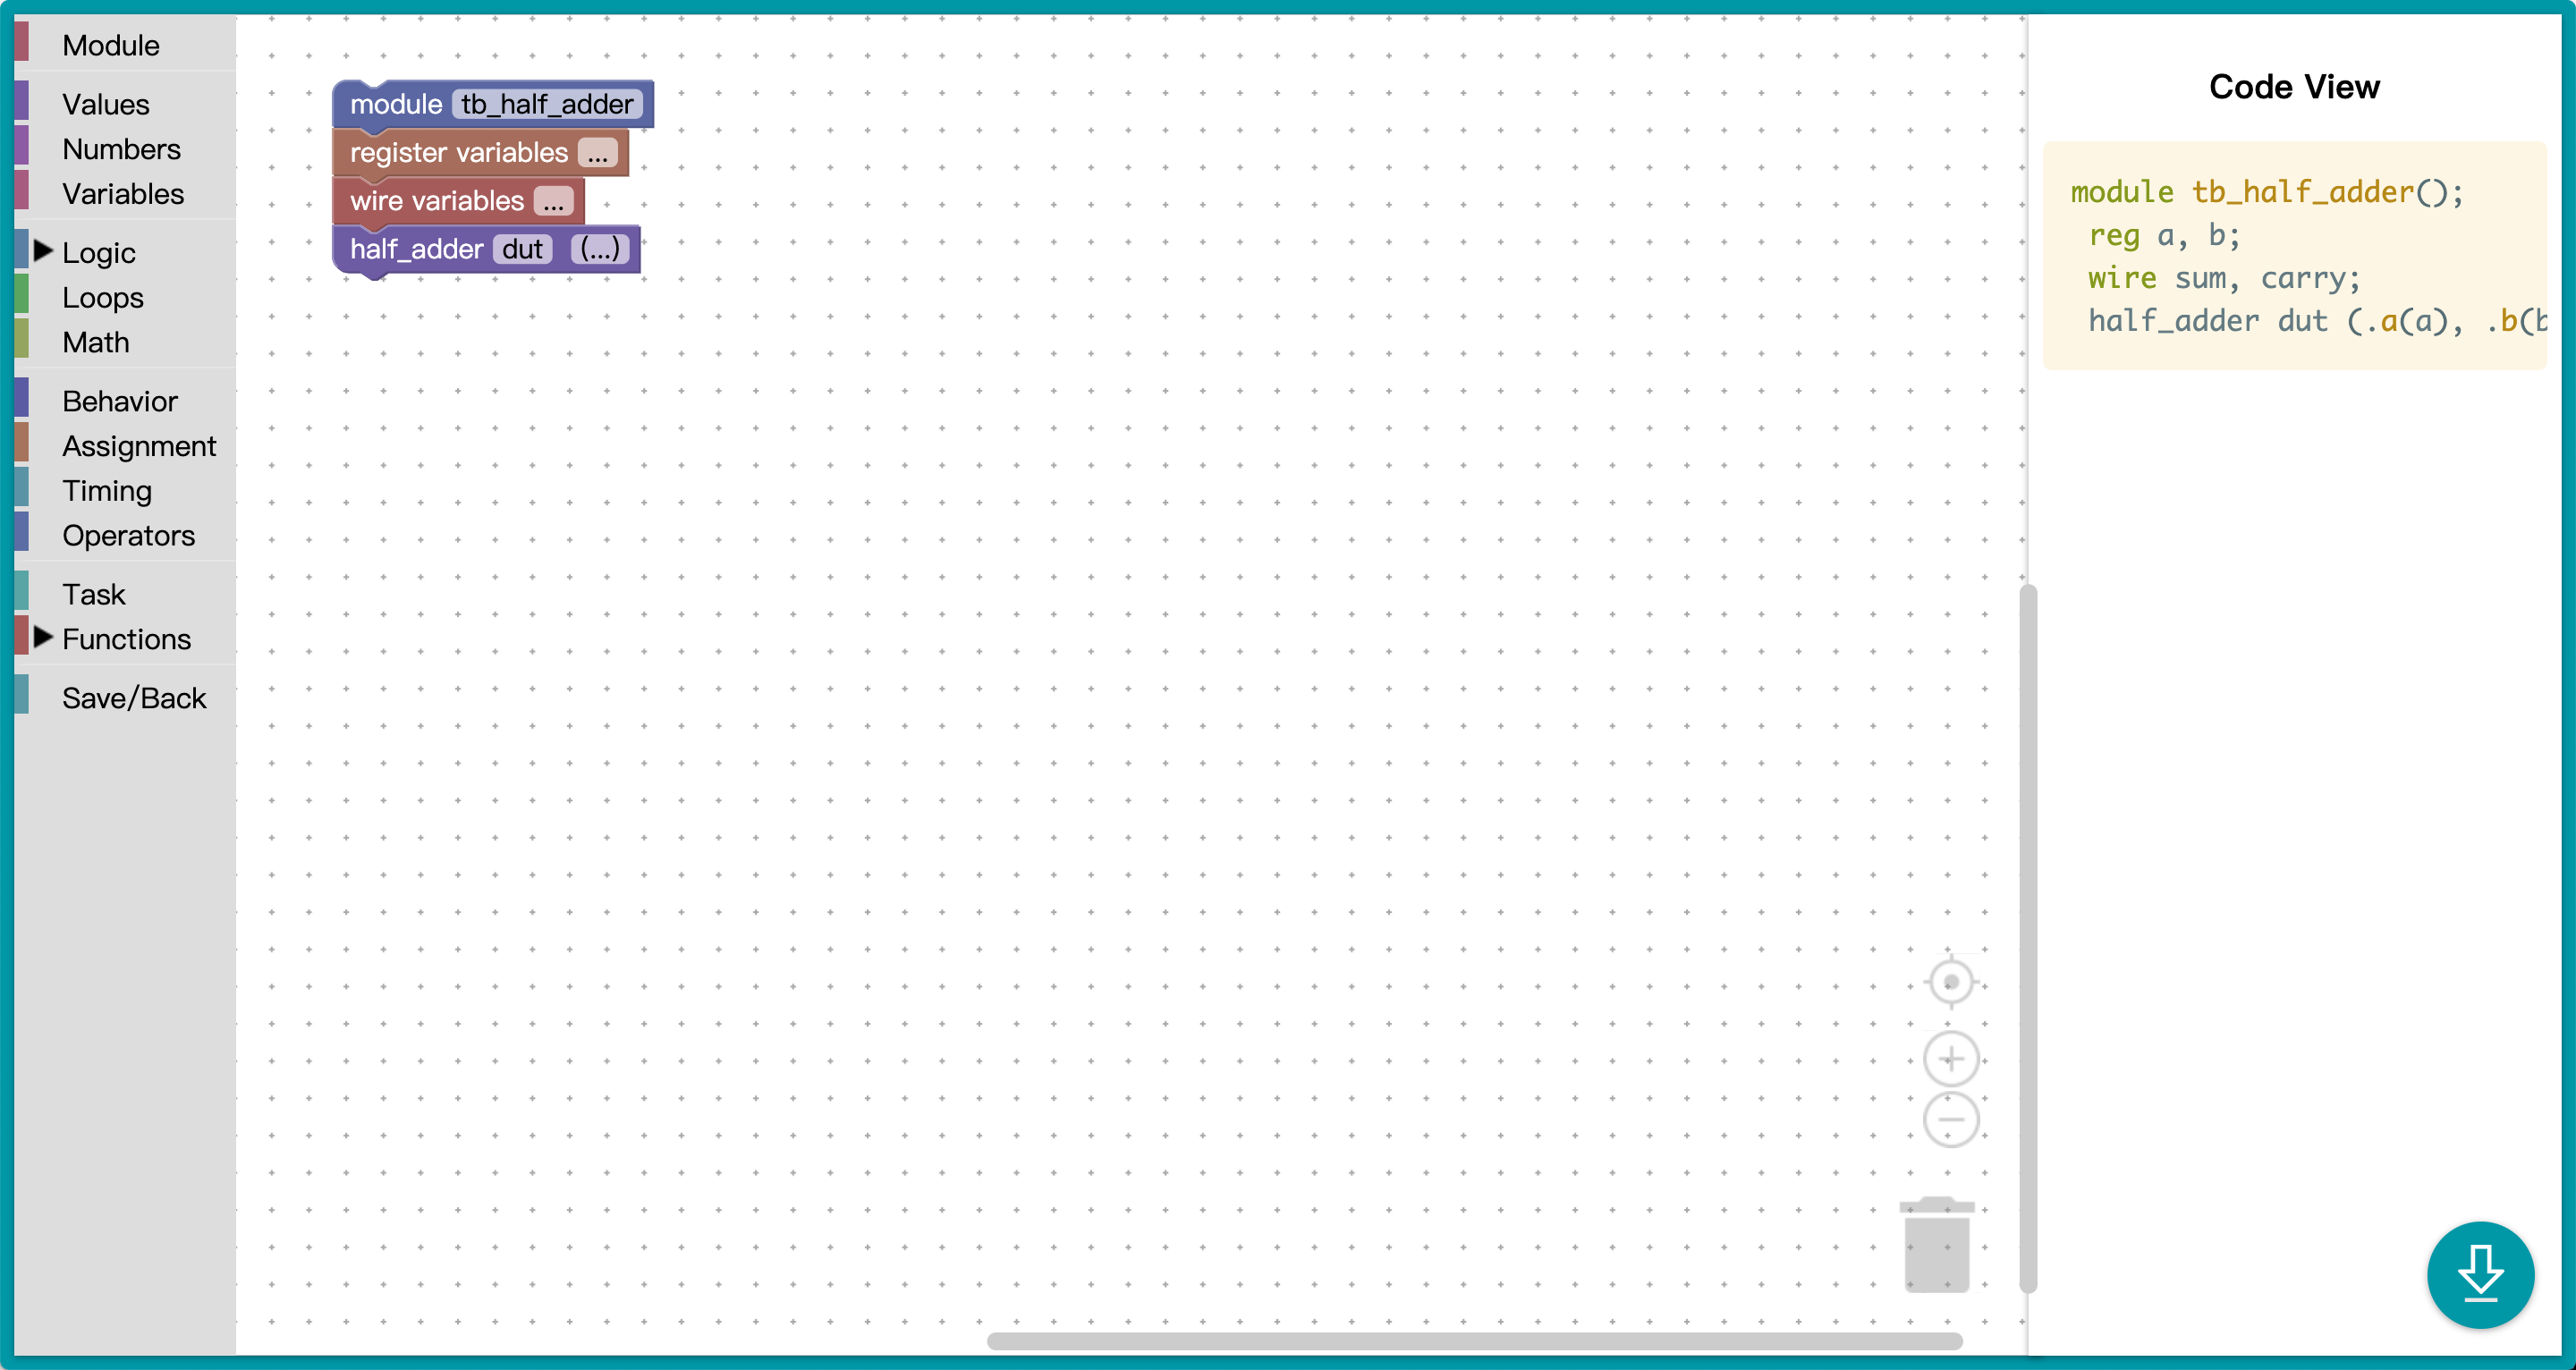 Module
Values
Numbers
Variables
Logic
Loops
Math
Behavior
Assignment
Timing
Operators
Task
Functions
Save/Back
module tb_half_adder
register variables ...
wire variables ...
half_adder dut (...)
Code View
module tb_half_adder();
reg a, b;
wire sum, carry;
half_adder dut (.a(a), .b(b